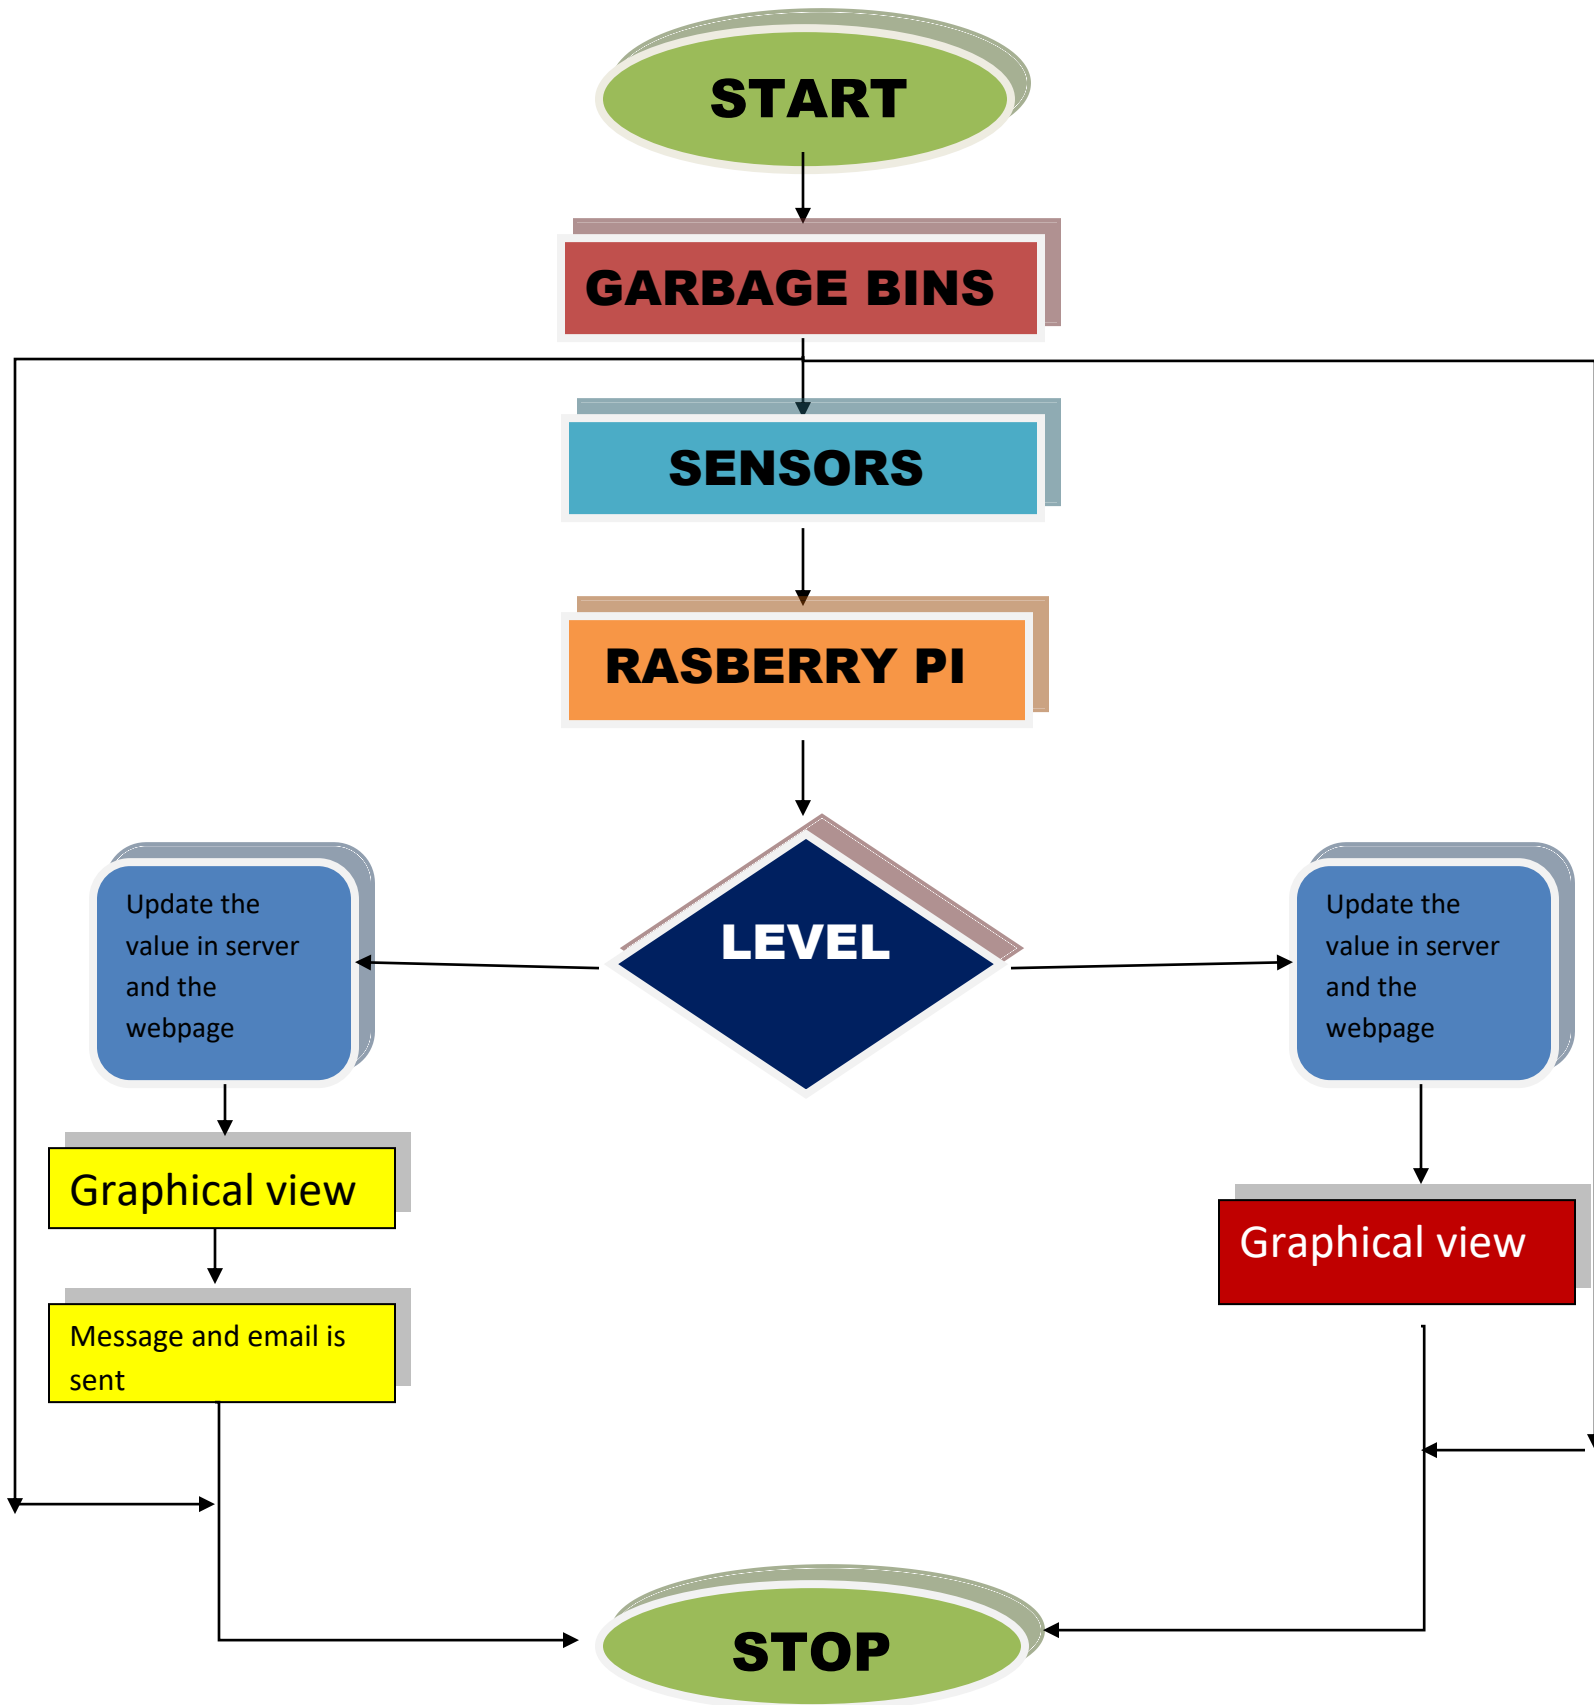 START
GARBAGE BINS
SENSORS
RASBERRY PI
LEVEL
Update the
value in server
and the
webpage
Update the
value in server
and the
webpage
Graphical view
Graphical view
Message and email is
sent
STOP